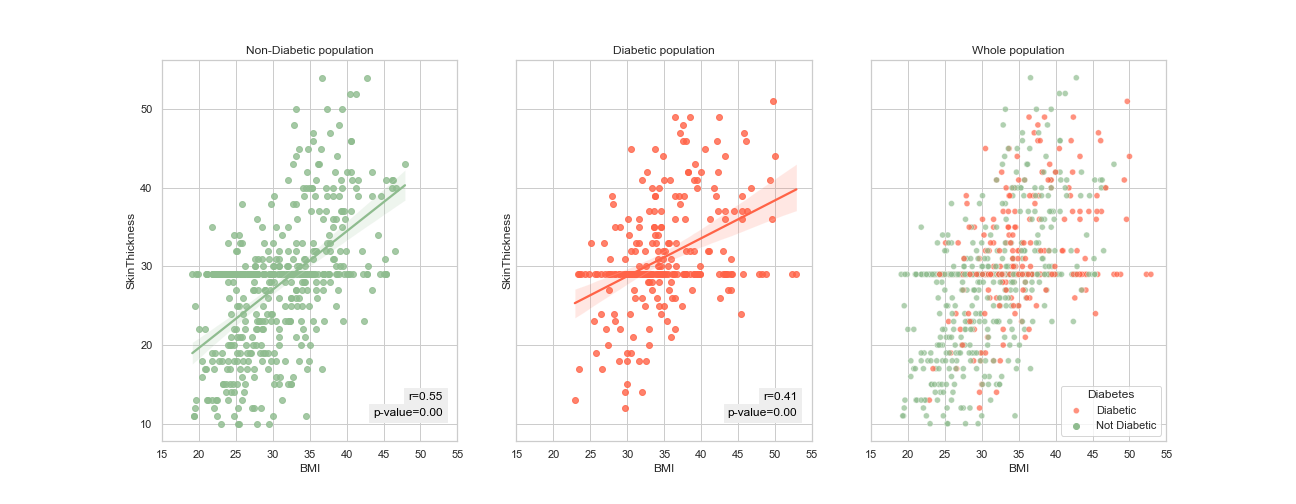 Non-Diabetic population
Diabetic population
Whole population
SkinThickness
50
40
30
20
10
r=0.55
p-value=0.00
15 20 25 30 35 40 45 50 55
BMI
SkinThickness
r=0.41
p-value=0.00
15 20 25 30 35 40 45 50 55
BMI
Diabetes
Diabetic
Not Diabetic
15 20 25 30 35 40 45 50 55
BMI